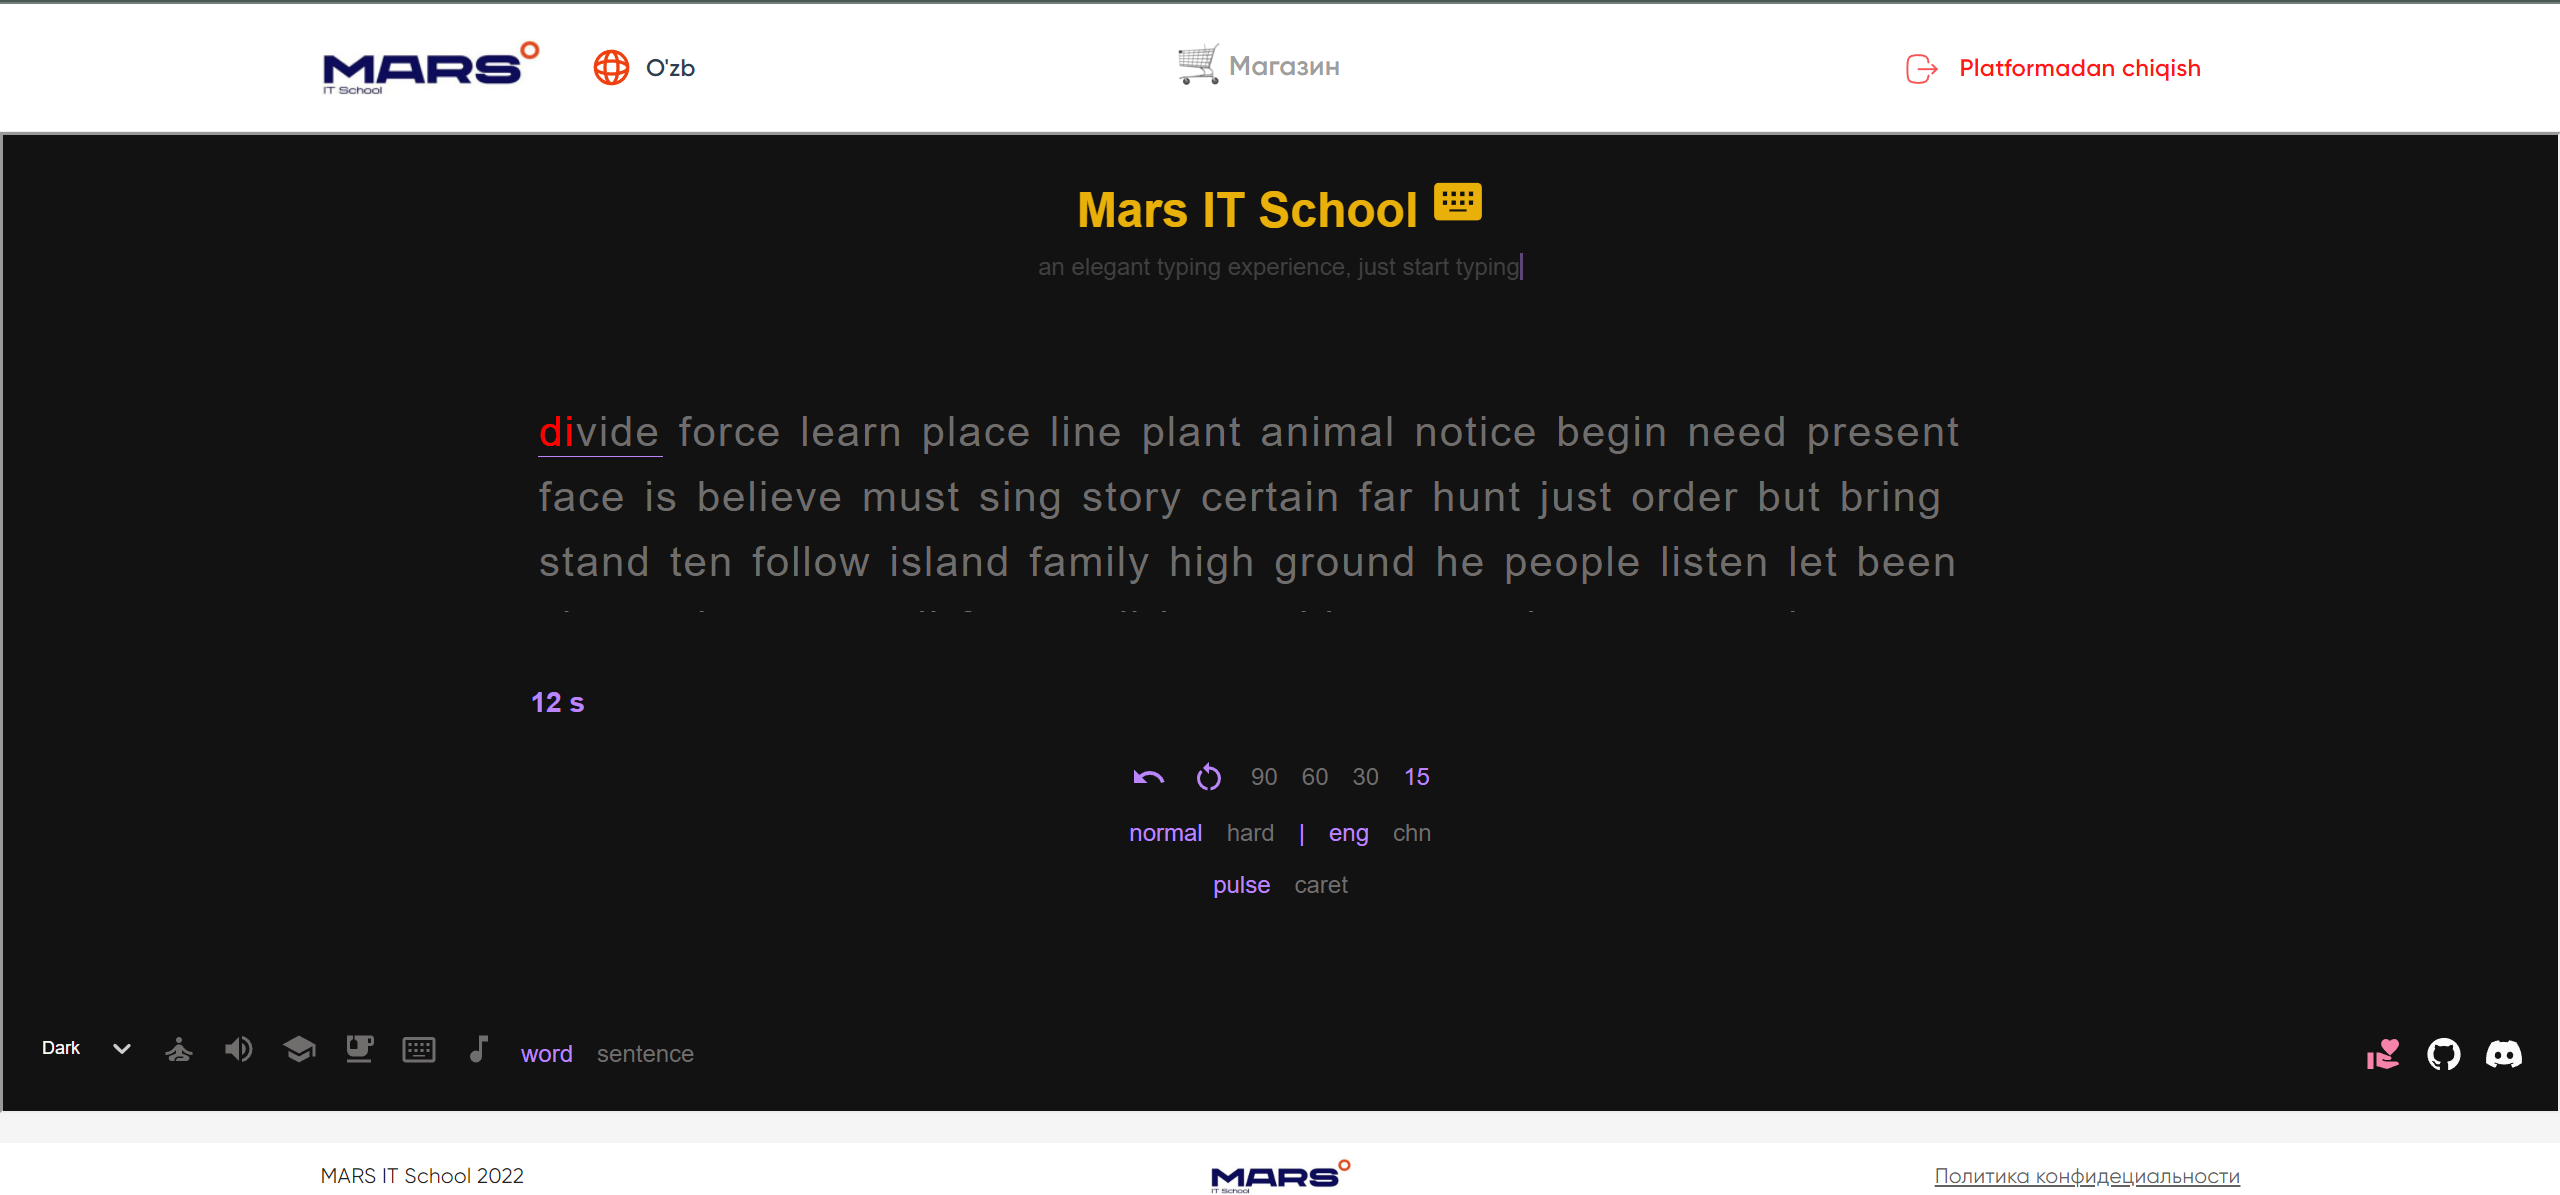 MARS
IT School
O'zb
Магазин
Platformadan chiqish
Mars IT School
an elegant typing experience, just start typing
divide force learn place line plant animal notice begin need present
face is believe must sing story certain far hunt just order but bring
stand ten follow island family high ground he people listen let been
12 s
90 60 30 15
normal hard | eng chn
pulse caret
Dark
word sentence
MARS IT School 2022
MARS
IT School
Политика конфидециальности